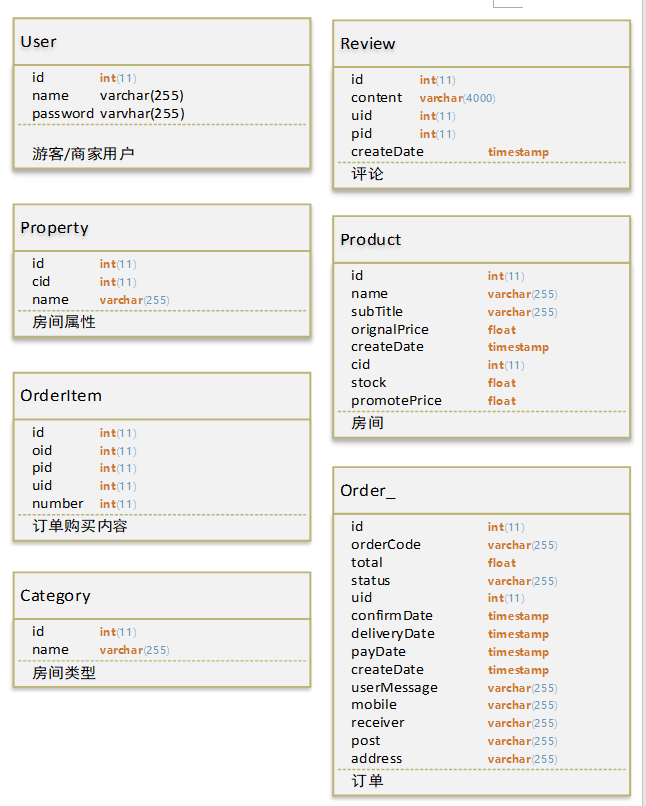 User
id int(11)
name varchar(255)
password varvhar(255)
游客/商家用户
Property
id int(11)
cid int(11)
name varchar(255)
房间属性
OrderItem
id int(11)
oid int(11)
pid int(11)
uid int(11)
number int(11)
订单购买内容
Category
id int(11)
name varchar(255)
房间类型
Review
id int(11)
content varchar(4000)
uid int(11)
pid int(11)
createDate timestamp
评论
Product
id int(11)
name varchar(255)
subTitle varchar(255)
orignalPrice float
createDate timestamp
cid int(11)
stock float
promotePrice float
房间
Order_
id int(11)
orderCode varchar(255)
total float
status varchar(255)
uid int(11)
confirmDate timestamp
deliveryDate timestamp
payDate timestamp
createDate timestamp
userMessage varchar(255)
mobile varchar(255)
receiver varchar(255)
post varchar(255)
address varchar(255)
订单